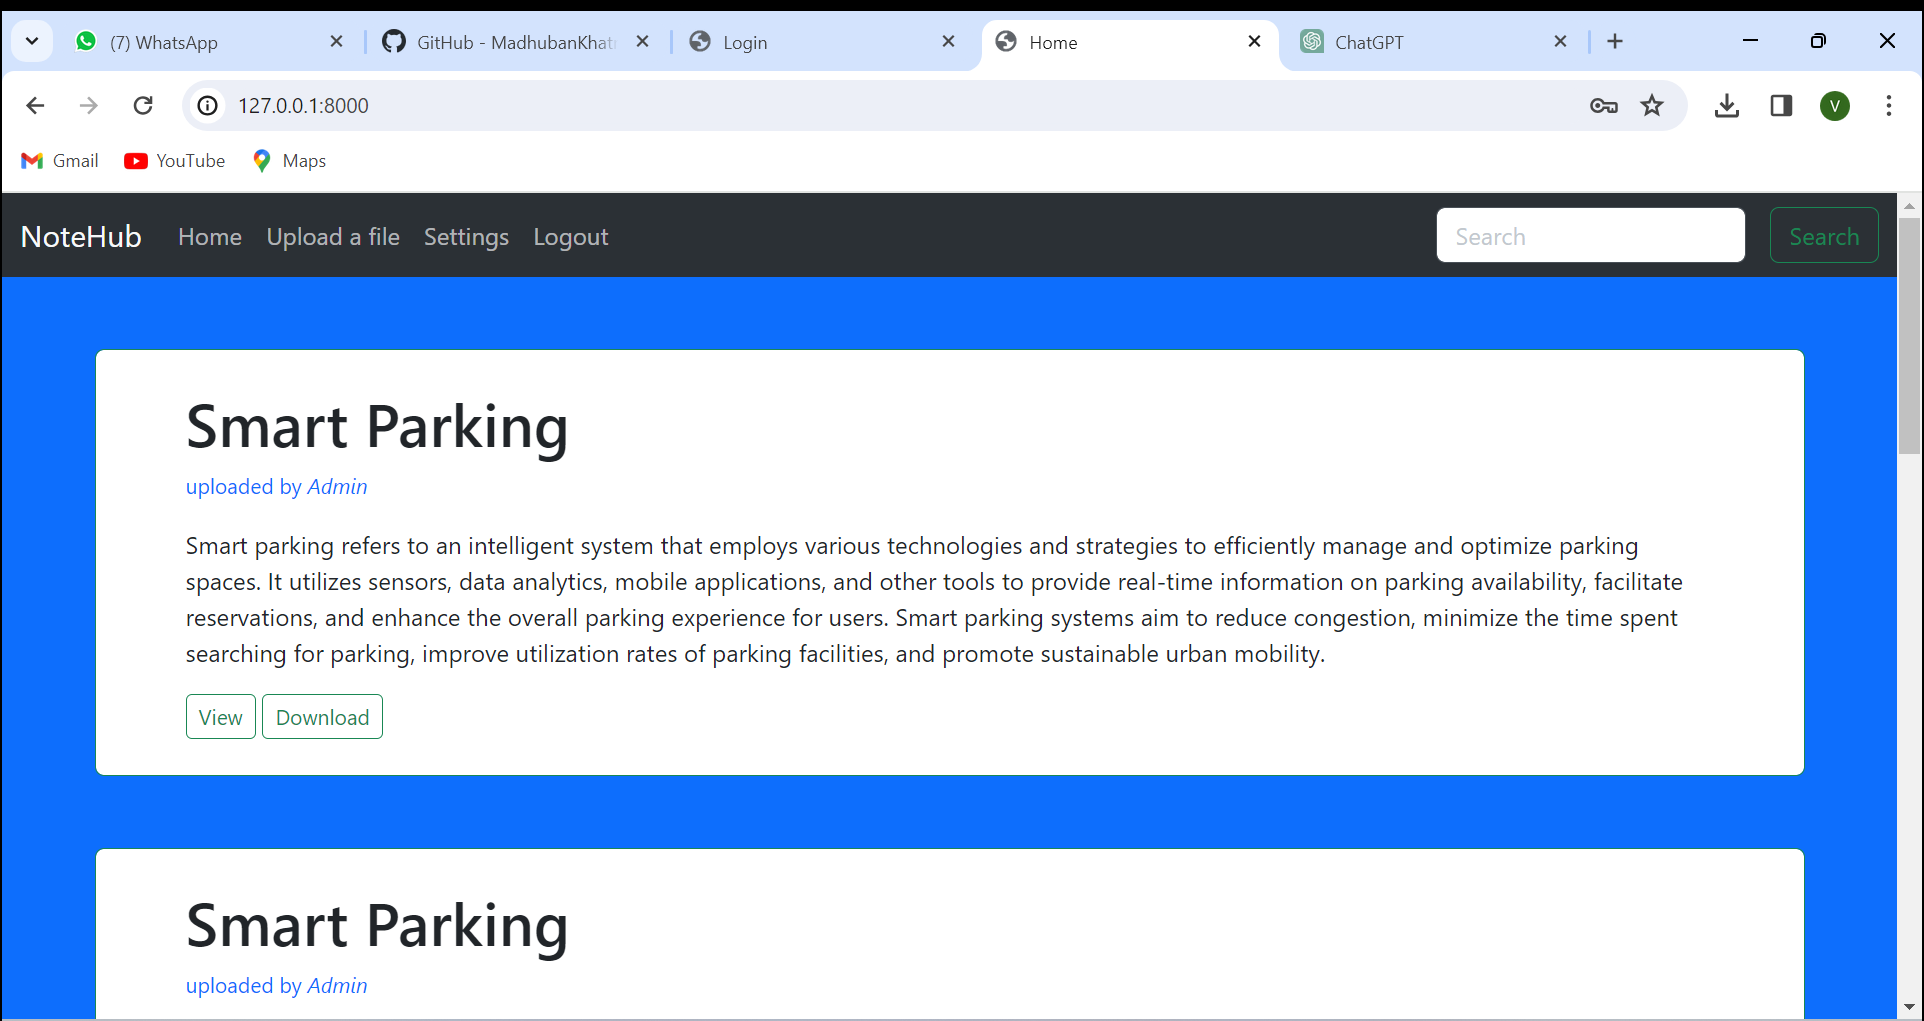 (7) WhatsApp
GitHub - MadhubanKhat
Login
Home
ChatGPT
127.0.0.1:8000
V
Gmail
YouTube
Maps
NoteHub
Home
Upload a file
Settings
Logout
Search
Search
Smart Parking
uploaded by Admin
Smart parking refers to an intelligent system that employs various technologies and strategies to efficiently manage and optimize parking
spaces. It utilizes sensors, data analytics, mobile applications, and other tools to provide real-time information on parking availability, facilitate
reservations, and enhance the overall parking experience for users. Smart parking systems aim to reduce congestion, minimize the time spent
searching for parking, improve utilization rates of parking facilities, and promote sustainable urban mobility.
View
Download
Smart Parking
uploaded by Admin